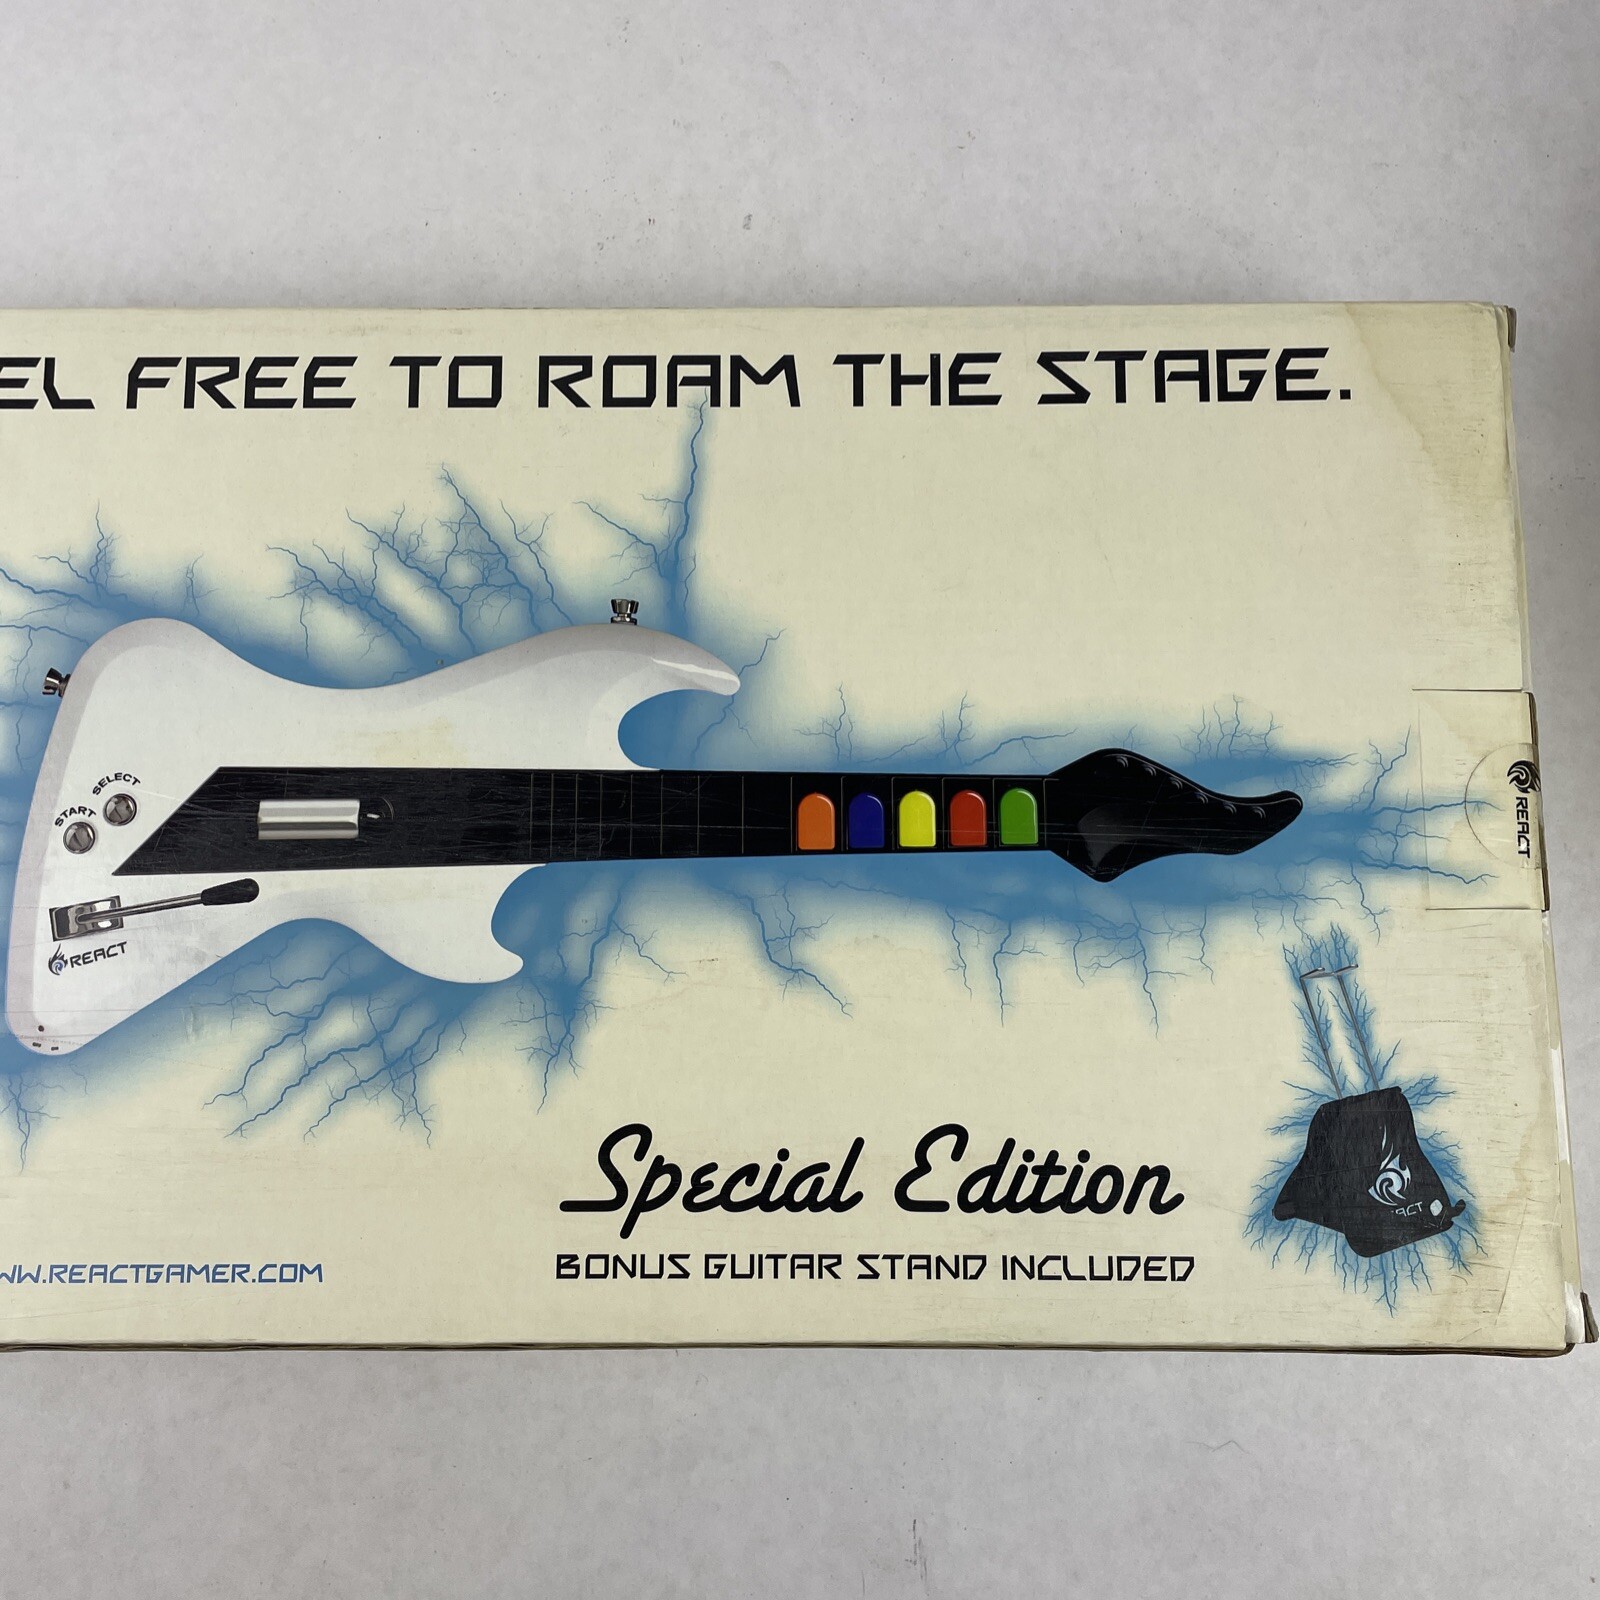 EL FREE TO ROAM THE STAGE.
SELECT
START
REACT
REACT
Special Edition
BONUS GUITAR STAND INCLUDED
WW.REACTGAMER.COM